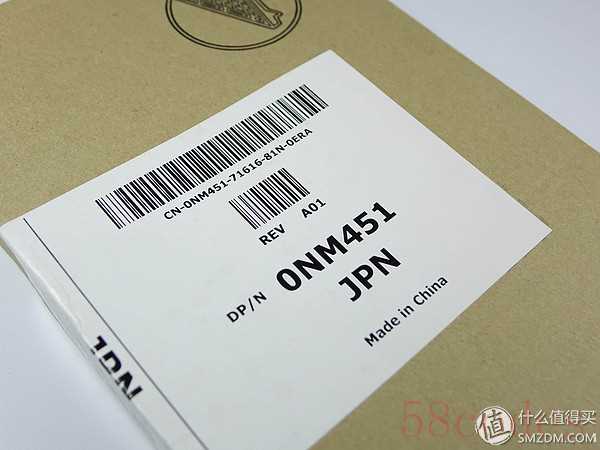 CN-0NM451-71616-81N-0ERA
REV A01
DP/N 0NM451
JPN
Made in China
JPN
值 什么值得买
SMZDM.COM